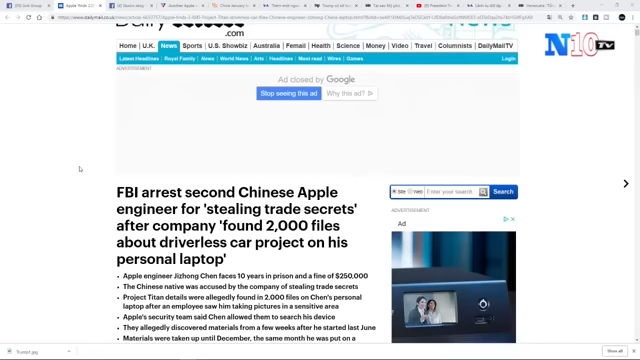 Home U.K. News Sports U.S. Showbiz Australia Femail Health Science Money Video Travel Columnists DailyMailTV
Latest Headlines Royal Family News World News Arts Headlines Most read Wires Games Login
N10 TV
ADVERTISEMENT
Ad closed by Google
Stop seeing this ad Why this ad?
FBI arrest second Chinese Apple
engineer for 'stealing trade secrets'
after company 'found 2,000 files
about driverless car project on his
personal laptop'
Apple engineer Jizhong Chen faces 10 years in prison and a fine of $250,000
The Chinese native was accused by the company of stealing trade secrets
Project Titan details were allegedly found in 2,000 files on Chen's personal
laptop after an employee saw him taking pictures in a sensitive area
Apple's security team said Chen allowed them to search his device
They allegedly discovered materials from a few weeks after he started last June
Materials were taken up until December, the same month he was put on a
Site Enter your search Search
ADVERTISEMENT
Ad